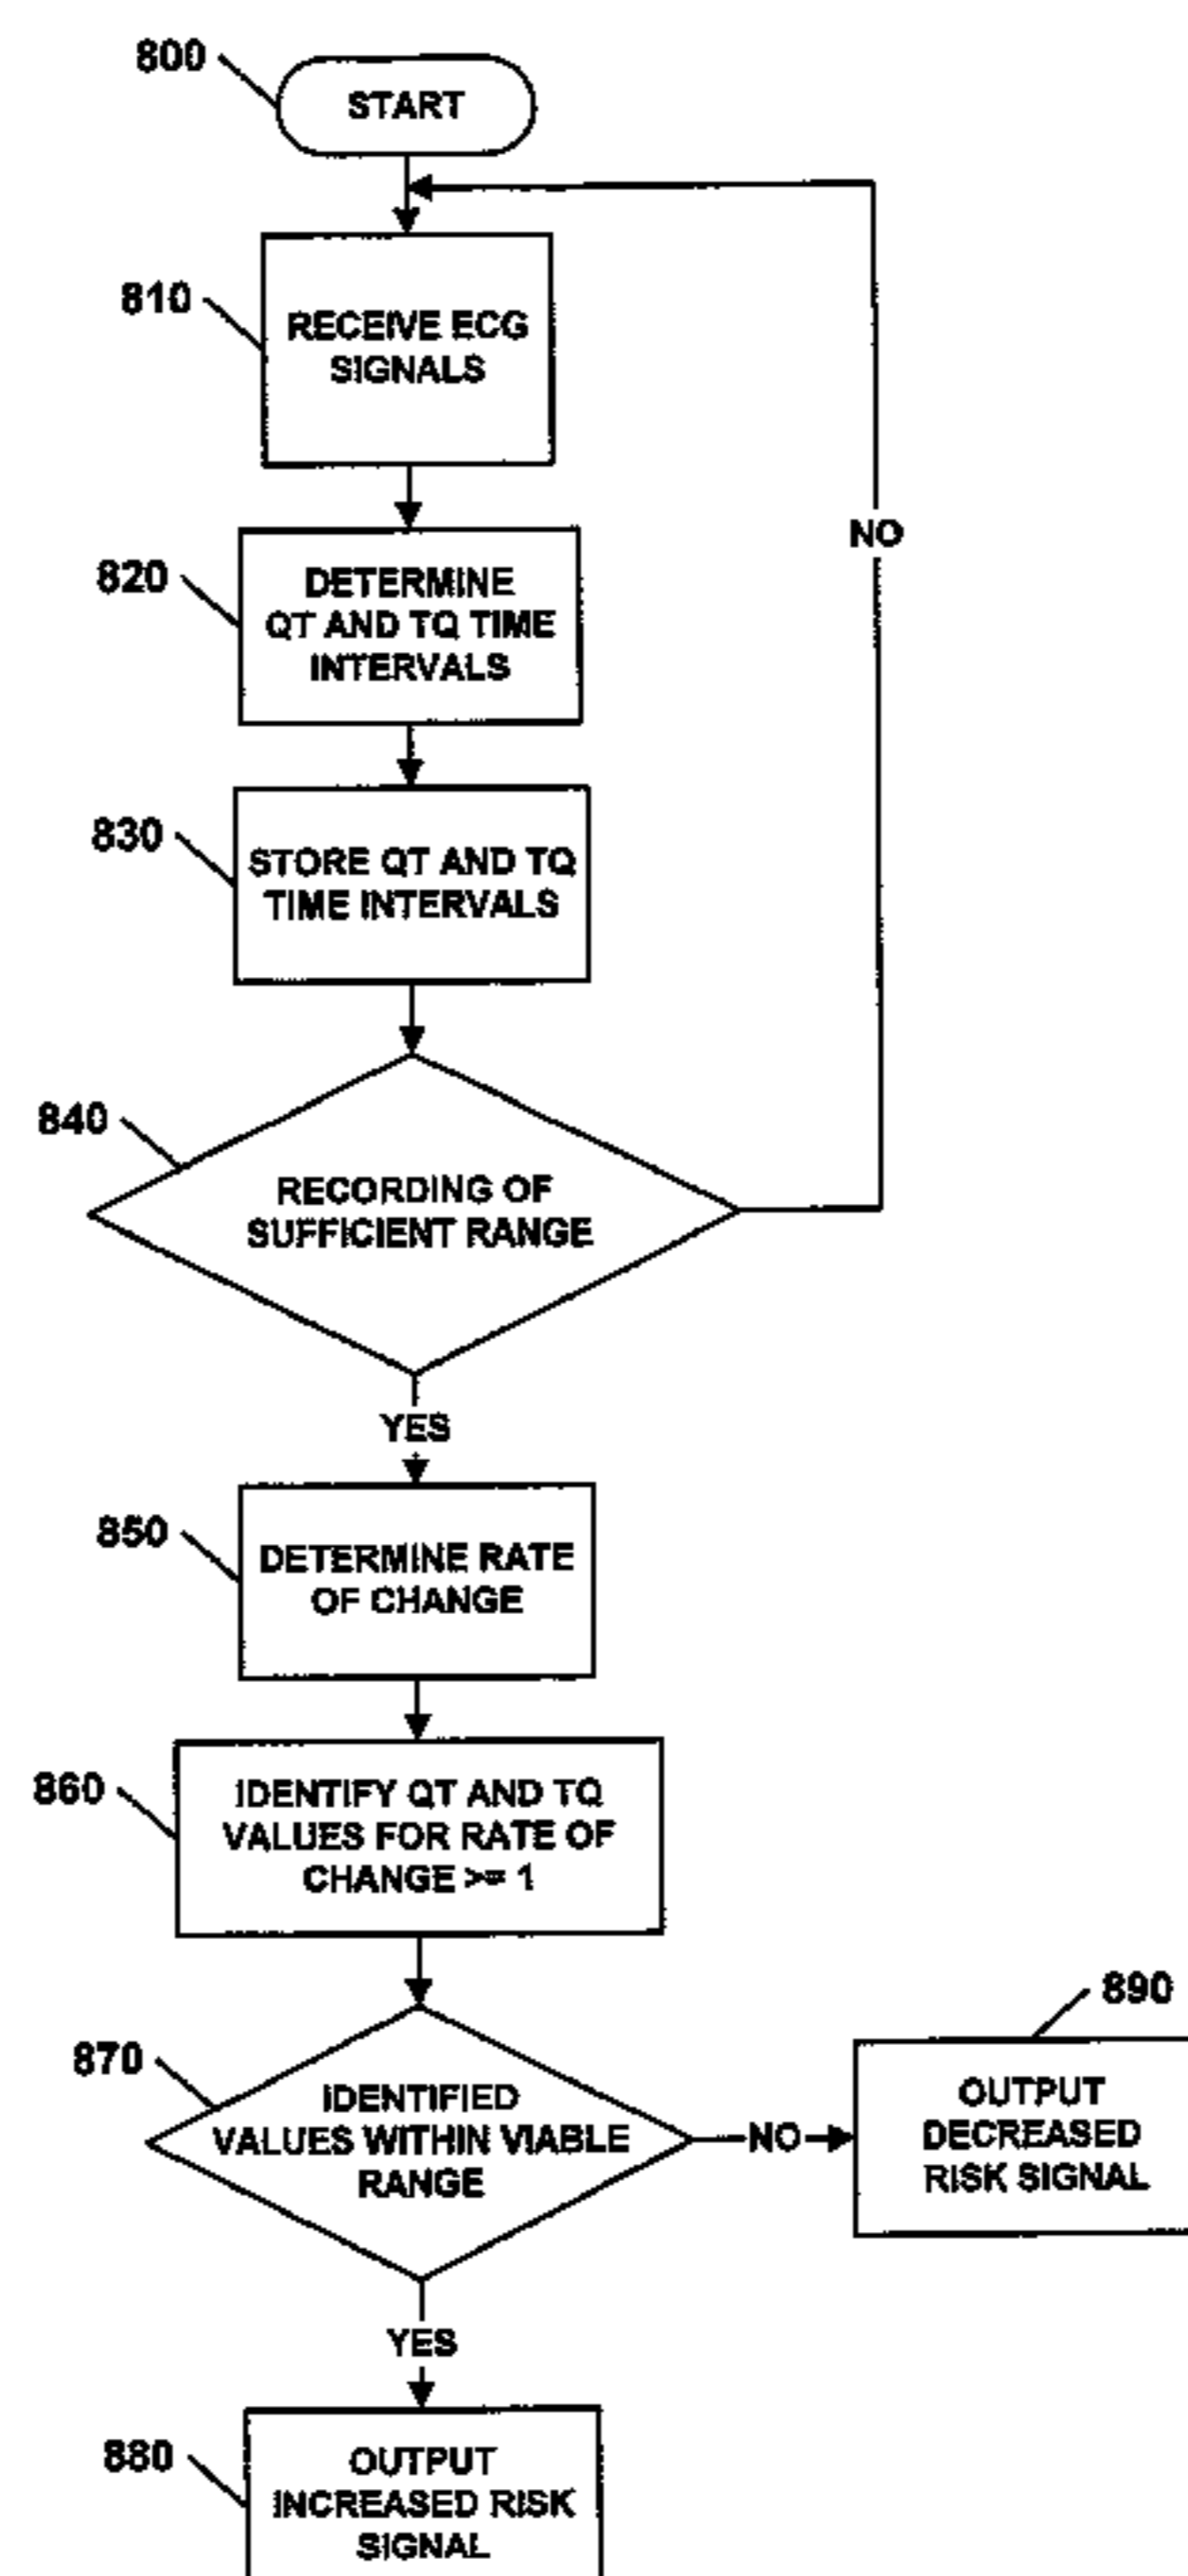 800
START
810
RECEIVE ECG
SIGNALS
NO
820
DETERMINE
QT AND TQ TIME
INTERVALS
830
STORE QT AND TQ
TIME INTERVALS
840
RECORDING OF
SUFFICIENT RANGE
YES
850
DETERMINE RATE
OF CHANGE
860
IDENTIFY QT AND TQ
VALUES FOR RATE OF
CHANGE >= 1
870
IDENTIFIED
VALUES WITHIN VIABLE
RANGE
NO
890
OUTPUT
DECREASED
RISK SIGNAL
YES
880
OUTPUT
INCREASED RISK
SIGNAL